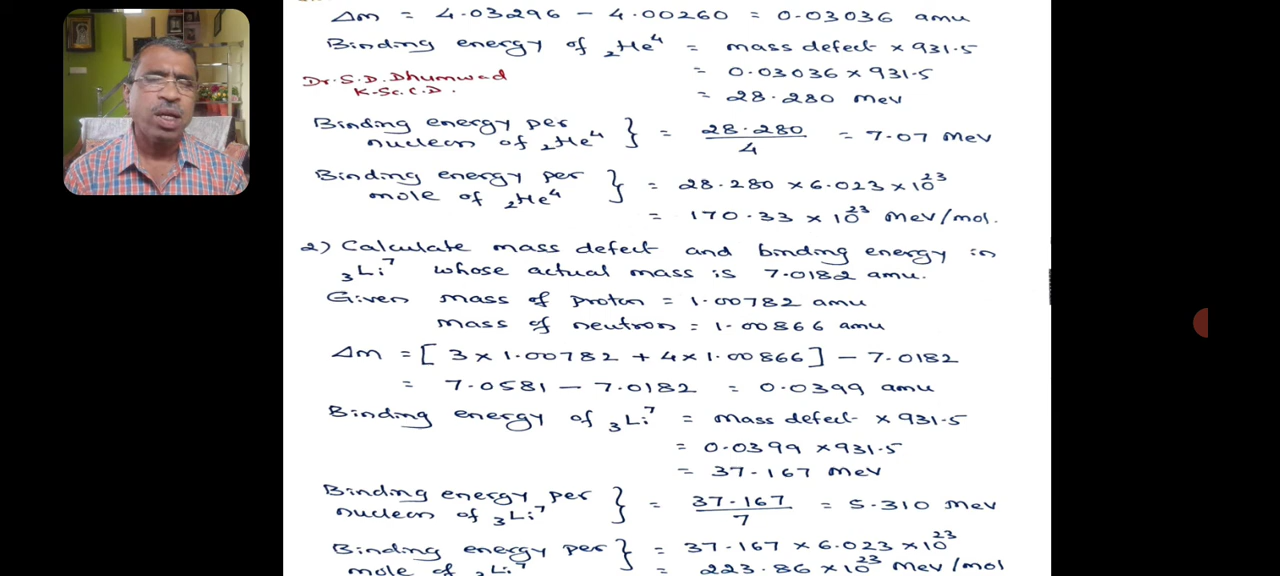 Δm = 4.03296 - 4.00260 = 0.03036 amu
Binding energy of ₂He⁴ = mass defect × 931.5
= 0.03036 × 931.5
Dr. S. D. Dhumwad
K.Sc.C.D.
= 28.280 MeV
Binding energy per
nucleon of ₂He⁴ } = 28.280/4 = 7.07 MeV
Binding energy per
mole of ₂He⁴ } = 28.280 × 6.023 × 10²³
= 170.33 × 10²³ MeV/mol.
2) Calculate mass defect and binding energy in
₃Li⁷ whose actual mass is 7.0182 amu.
Given mass of proton = 1.00782 amu
mass of neutron = 1.00866 amu
Δm = [ 3 × 1.00782 + 4 × 1.00866 ] - 7.0182
= 7.0581 - 7.0182 = 0.0399 amu
Binding energy of ₃Li⁷ = mass defect × 931.5
= 0.0399 × 931.5
= 37.167 MeV
Binding energy per
nucleon of ₃Li⁷ } = 37.167/7 = 5.310 MeV
Binding energy per
mole of ₃Li⁷ } = 37.167 × 6.023 × 10²³
= 223.86 × 10²³ MeV/mol